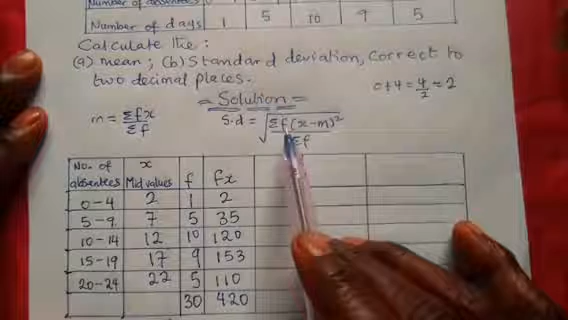 Number of days 1 5 10 9 5
Calculate the :
(a) mean ; (b) Standard deviation, correct to
two decimal places.
0+4 = 4/2 = 2
Solution
m = Σfx/Σf
S.d = √Σf(x-m)²/Σf
No. of absentees x Mid values f fx
0-4 2 1 2
5-9 7 5 35
10-14 12 10 120
15-19 17 9 153
20-24 22 5 110
30 420